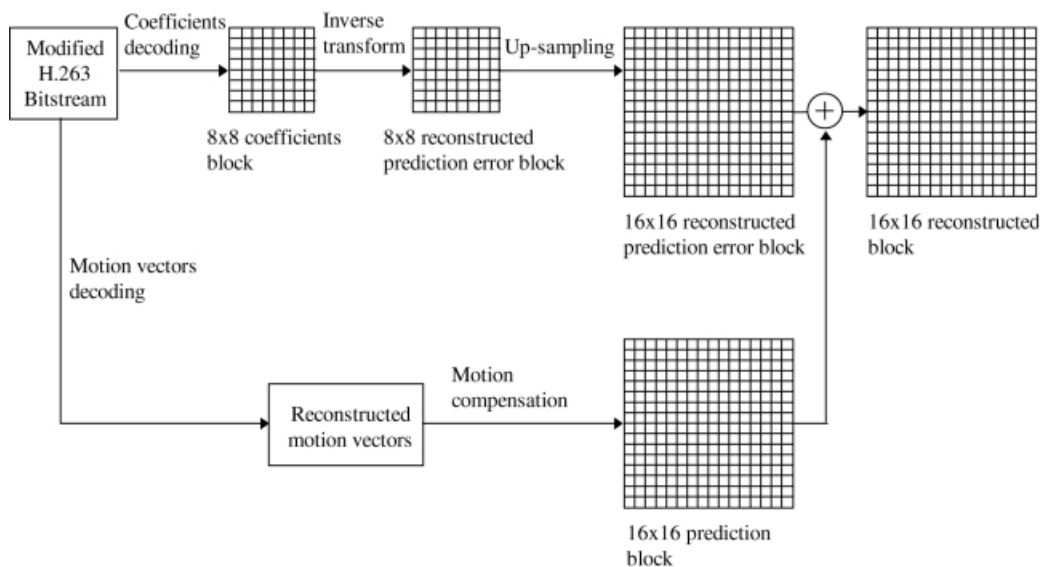 Modified
H.263
Bitstream
Coefficients
decoding
8x8 coefficients
block
Inverse
transform
8x8 reconstructed
prediction error block
Up-sampling
16x16 reconstructed
prediction error block
+
16x16 reconstructed
block
Motion vectors
decoding
Reconstructed
motion vectors
Motion
compensation
16x16 prediction
block